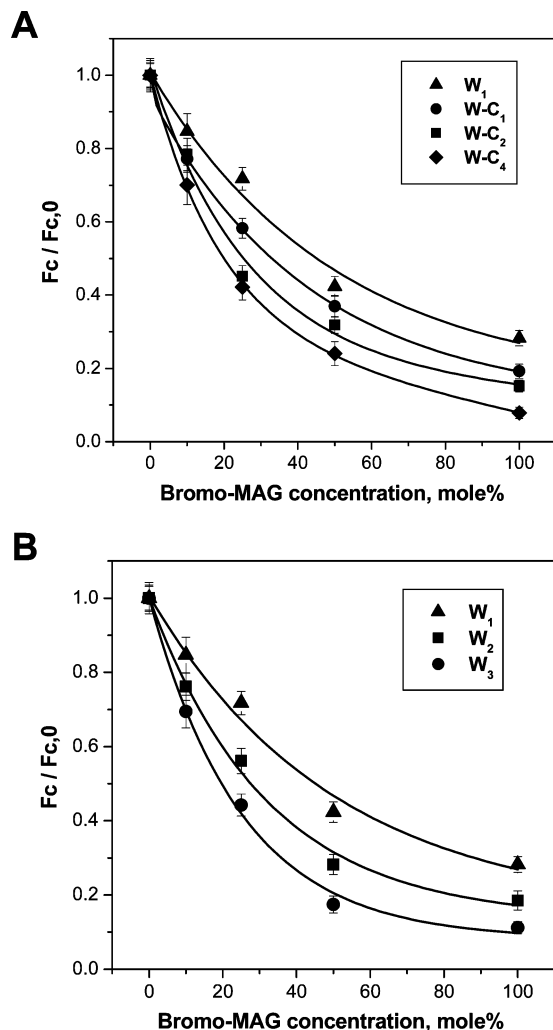 A
1.0
0.8
0.6
0.4
0.2
0.0
Fc / Fc,0
W₁
W-C₁
W-C₂
W-C₄
0 20 40 60 80 100
Bromo-MAG concentration, mole%
B
1.0
0.8
0.6
0.4
0.2
0.0
Fc / Fc,0
W₁
W₂
W₃
0 20 40 60 80 100
Bromo-MAG concentration, mole%